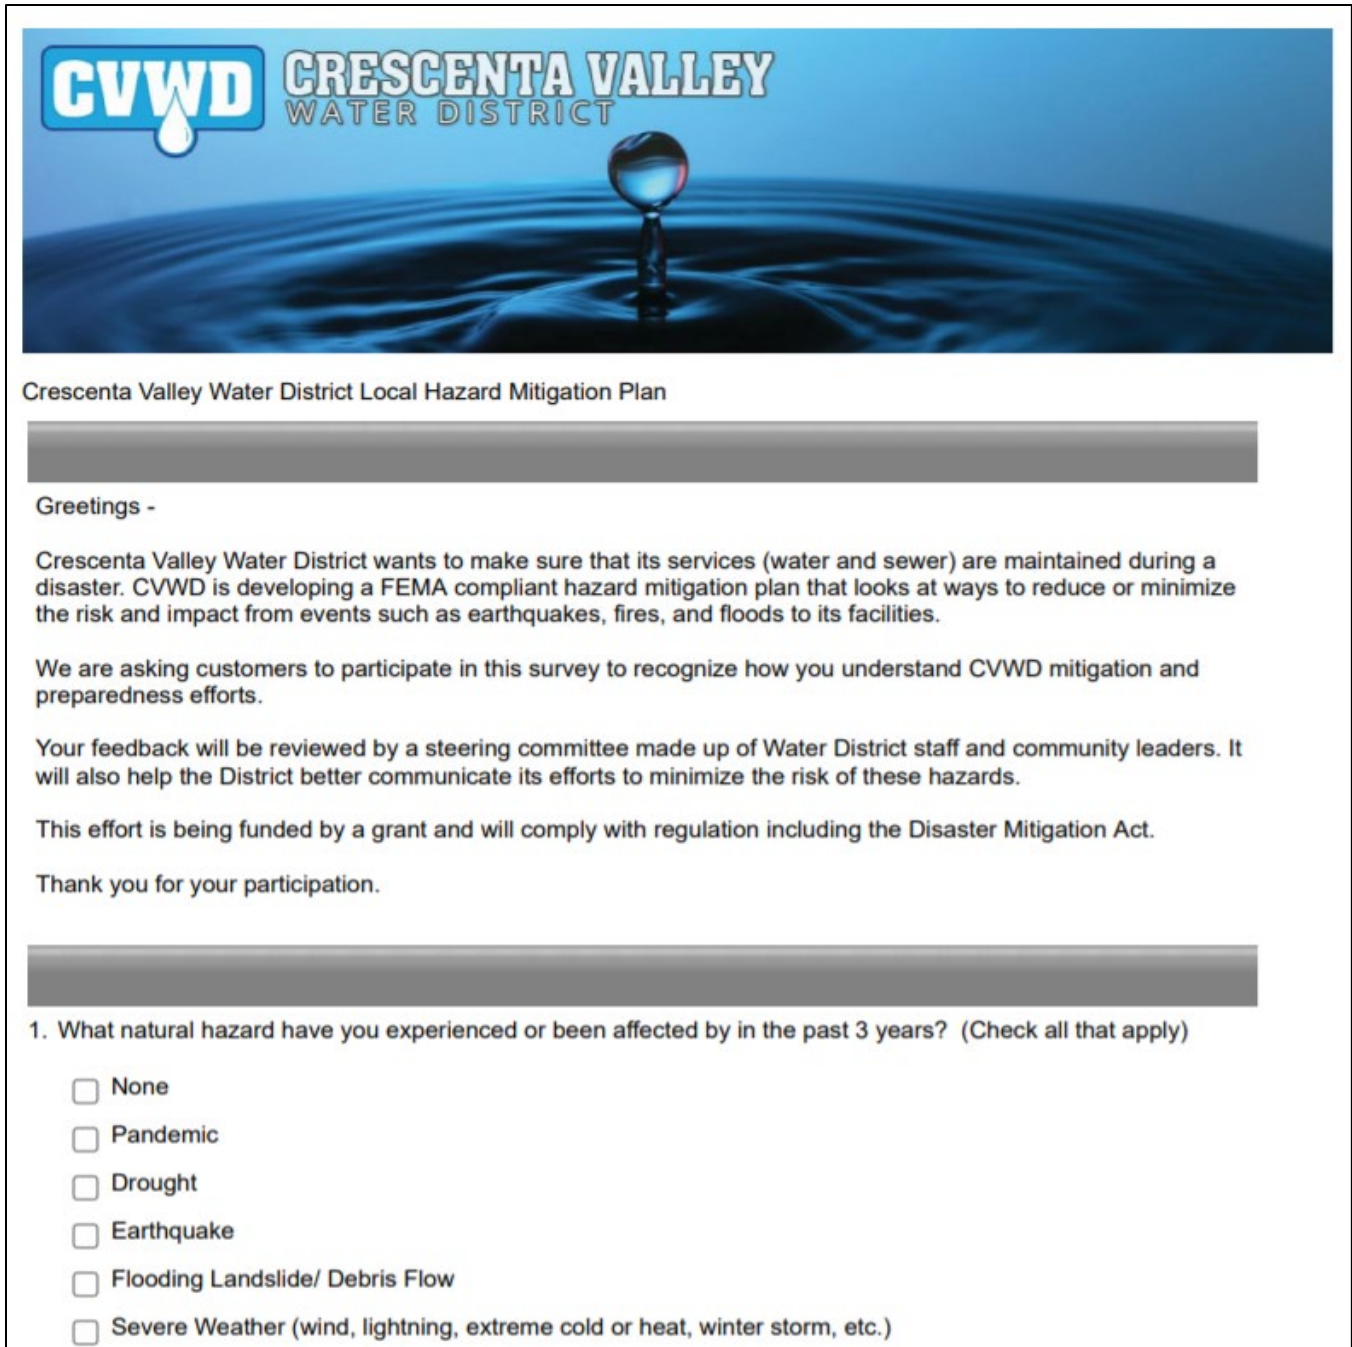 CVWD
CRESCENTA VALLEY
WATER DISTRICT
Crescenta Valley Water District Local Hazard Mitigation Plan
Greetings -
Crescenta Valley Water District wants to make sure that its services (water and sewer) are maintained during a
disaster. CVWD is developing a FEMA compliant hazard mitigation plan that looks at ways to reduce or minimize
the risk and impact from events such as earthquakes, fires, and floods to its facilities.
We are asking customers to participate in this survey to recognize how you understand CVWD mitigation and
preparedness efforts.
Your feedback will be reviewed by a steering committee made up of Water District staff and community leaders. It
will also help the District better communicate its efforts to minimize the risk of these hazards.
This effort is being funded by a grant and will comply with regulation including the Disaster Mitigation Act.
Thank you for your participation.
1. What natural hazard have you experienced or been affected by in the past 3 years? (Check all that apply)
None
Pandemic
Drought
Earthquake
Flooding Landslide/ Debris Flow
Severe Weather (wind, lightning, extreme cold or heat, winter storm, etc.)